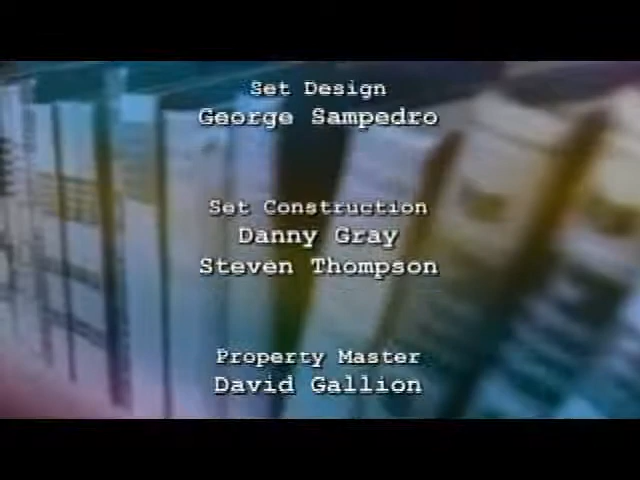 Set Design
George Sampedro
Set Construction
Danny Gray
Steven Thompson
Property Master
David Gallion